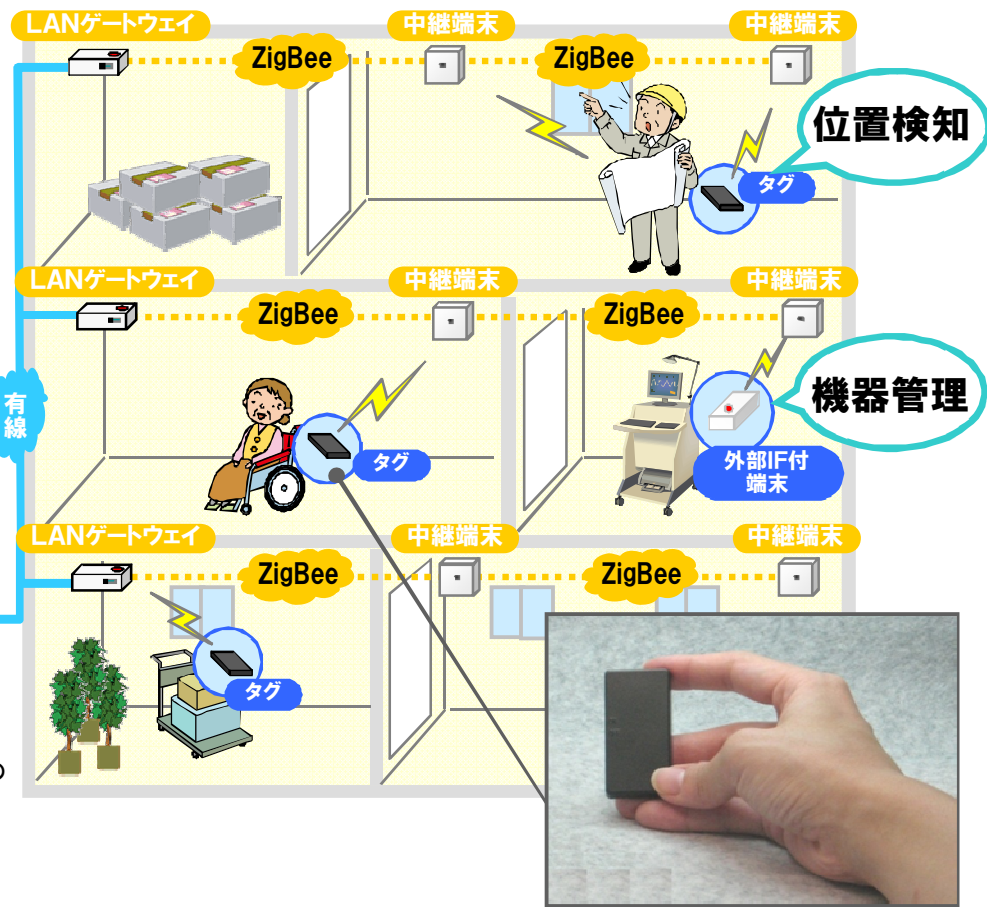 LANゲートウェイ
中継端末
中継端末
ZigBee
ZigBee
位置検知
タグ
LANゲートウェイ
中継端末
中継端末
ZigBee
ZigBee
機器管理
有線
タグ
外部IF付
端末
LANゲートウェイ
中継端末
中継端末
ZigBee
ZigBee
タグ
の